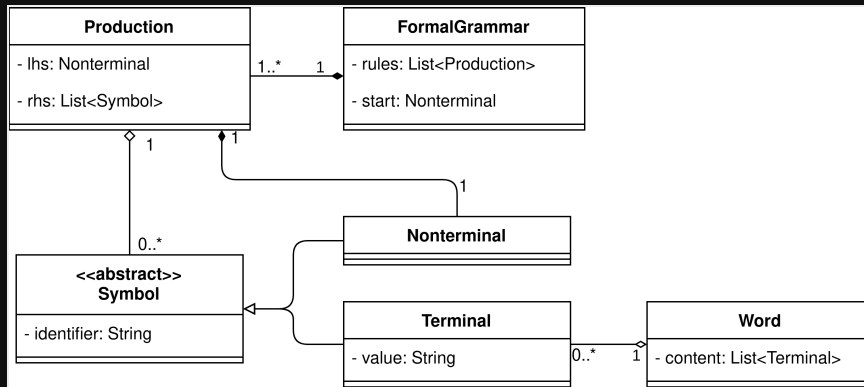 Production
- lhs: Nonterminal
- rhs: List<Symbol>
1..*
1
FormalGrammar
- rules: List<Production>
- start: Nonterminal
1
1
1
0..*
Nonterminal
<<abstract>>
Symbol
- identifier: String
Terminal
- value: String
0..*
1
Word
- content: List<Terminal>